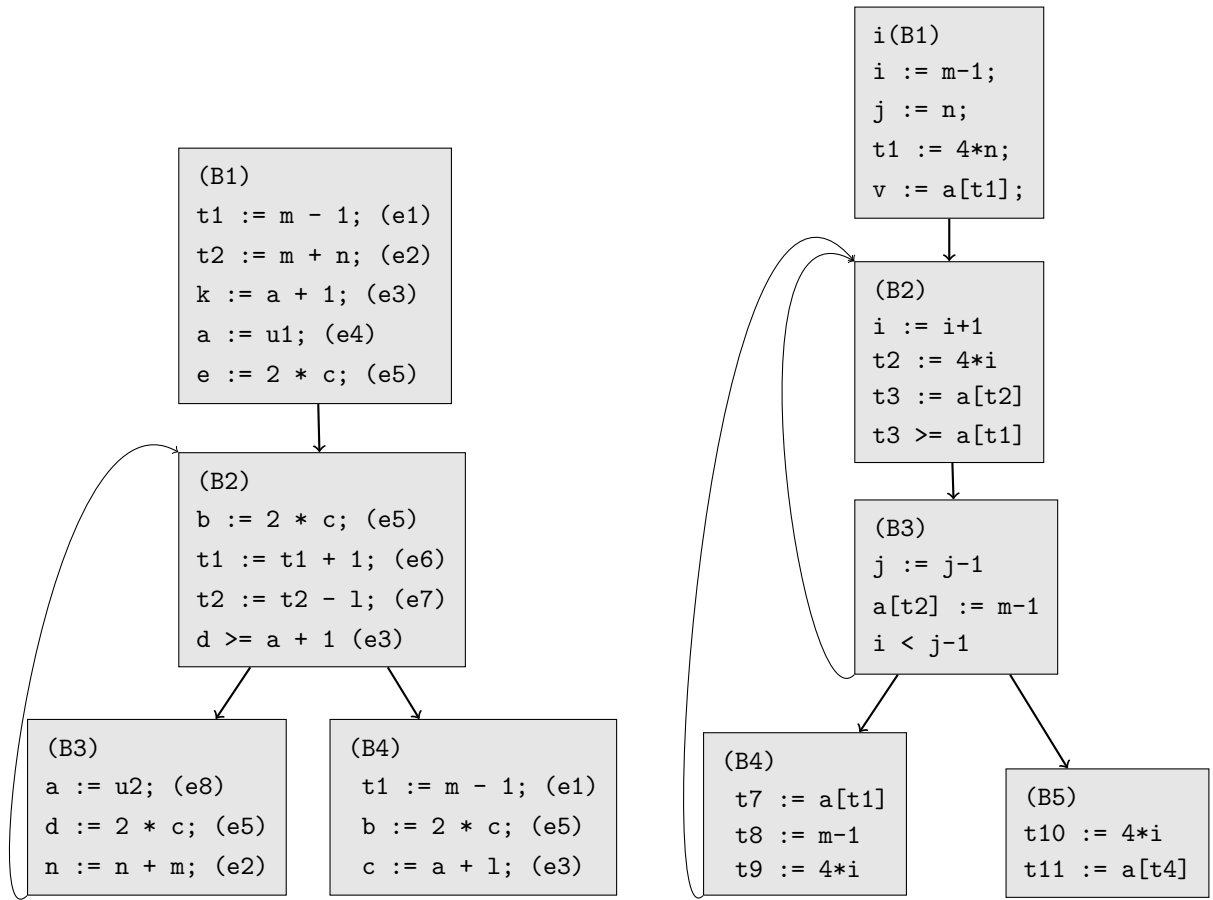 (B1)
t1 := m - 1; (e1)
t2 := m + n; (e2)
k := a + 1; (e3)
a := u1; (e4)
e := 2 * c; (e5)
(B2)
b := 2 * c; (e5)
t1 := t1 + 1; (e6)
t2 := t2 - l; (e7)
d >= a + 1 (e3)
(B3)
a := u2; (e8)
d := 2 * c; (e5)
n := n + m; (e2)
(B4)
t1 := m - 1; (e1)
b := 2 * c; (e5)
c := a + l; (e3)
i(B1)
i := m-1;
j := n;
t1 := 4*n;
v := a[t1];
(B2)
i := i+1
t2 := 4*i
t3 := a[t2]
t3 >= a[t1]
(B3)
j := j-1
a[t2] := m-1
i < j-1
(B4)
t7 := a[t1]
t8 := m-1
t9 := 4*i
(B5)
t10 := 4*i
t11 := a[t4]